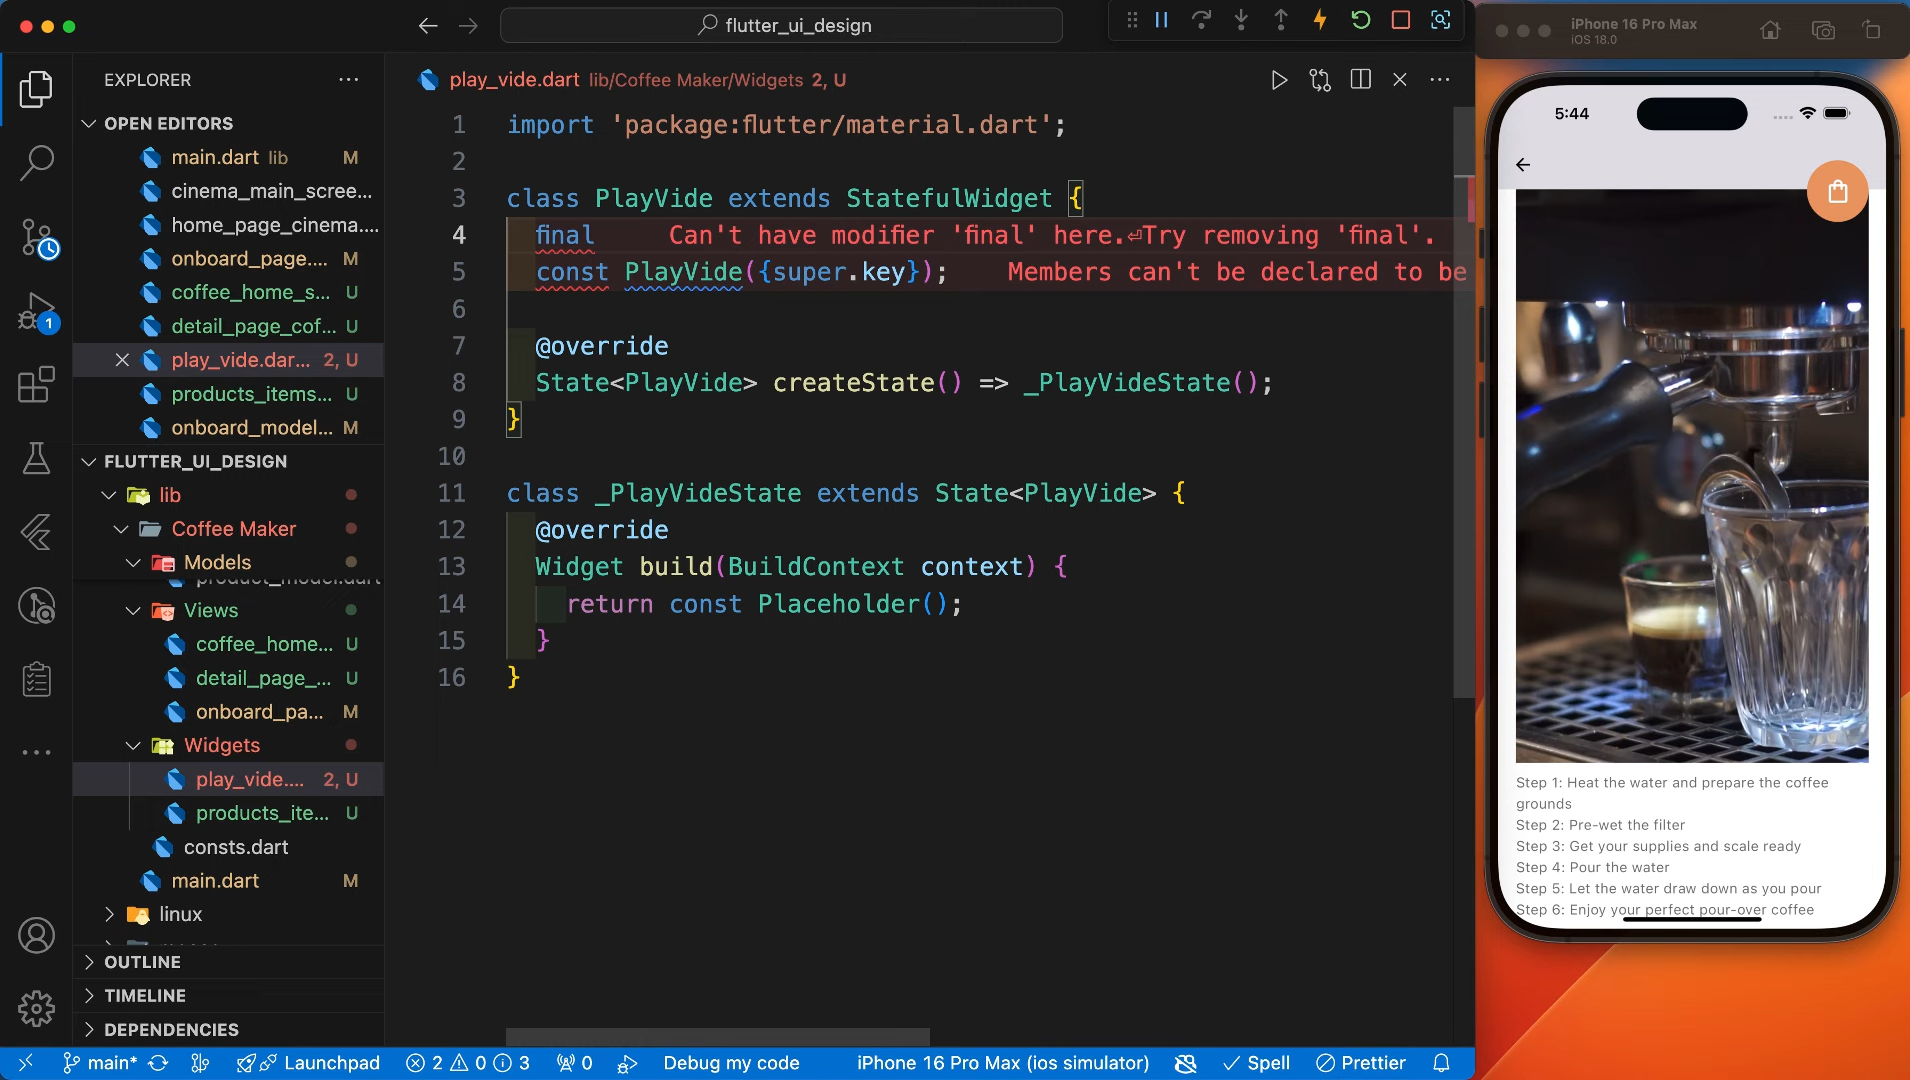 flutter_ui_design
iPhone 16 Pro Max
iOS 18.0
EXPLORER
OPEN EDITORS
main.dart lib M
cinema_main_scree...
home_page_cinema....
onboard_page.... M
coffee_home_s... U
detail_page_cof... U
play_vide.dar... 2, U
products_items... U
onboard_model... M
FLUTTER_UI_DESIGN
lib
Coffee Maker
Models
product_model.dart
Views
coffee_home... U
detail_page_... U
onboard_pa... M
Widgets
play_vide.... 2, U
products_ite... U
consts.dart
main.dart M
linux
OUTLINE
TIMELINE
DEPENDENCIES
play_vide.dart lib/Coffee Maker/Widgets 2, U
1 import 'package:flutter/material.dart';
2
3 class PlayVide extends StatefulWidget {
4 final Can't have modifier 'final' here.⏎Try removing 'final'.
5 const PlayVide({super.key}); Members can't be declared to be
6
7 @override
8 State<PlayVide> createState() => _PlayVideState();
9 }
10
11 class _PlayVideState extends State<PlayVide> {
12 @override
13 Widget build(BuildContext context) {
14 return const Placeholder();
15 }
16 }
5:44
Step 1: Heat the water and prepare the coffee
grounds
Step 2: Pre-wet the filter
Step 3: Get your supplies and scale ready
Step 4: Pour the water
Step 5: Let the water draw down as you pour
Step 6: Enjoy your perfect pour-over coffee
1
main* Launchpad 2 0 3 0 Debug my code iPhone 16 Pro Max (ios simulator) Spell Prettier